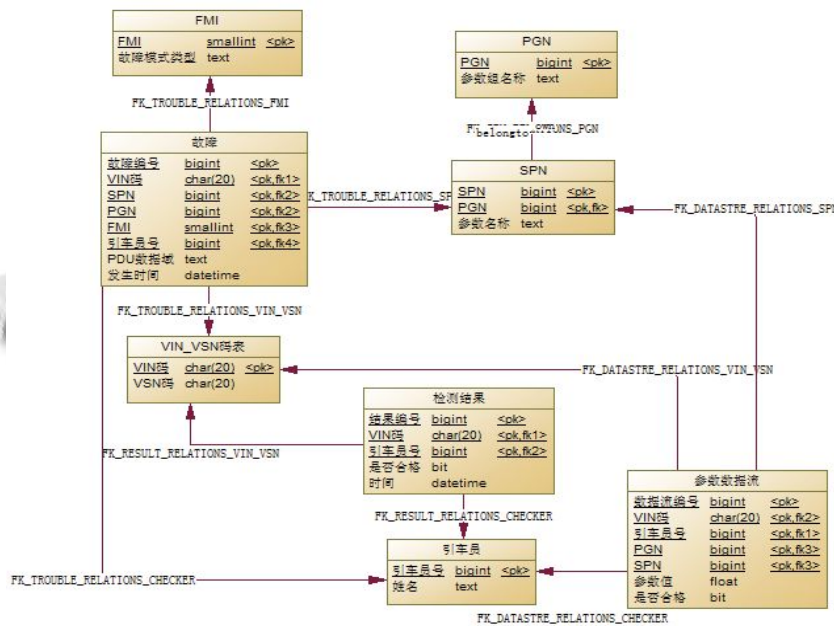 FMI
FMI smallint <pk>
故障模式类型 text
PGN
PGN bigint <pk>
参数组名称 text
FK_TROUBLE_RELATIONS_FMI
belongto
故障
故障编号 bigint <pk>
VIN码 char(20) <pk,fk1>
SPN bigint <pk,fk2>
PGN bigint <pk,fk2>
FMI smallint <pk,fk3>
引车员号 bigint <pk,fk4>
PDU数据域 text
发生时间 datetime
K_TROUBLE_RELATIONS_SP
SPN
SPN bigint <pk>
PGN bigint <pk,fk>
参数名称 text
FK_DATASTRE_RELATIONS_SPN
FK_TROUBLE_RELATIONS_VIN_VSN
VIN_VSN码表
VIN码 char(20) <pk>
VSN码 char(20)
FK_DATASTRE_RELATIONS_VIN_VSN
检测结果
结果编号 bigint <pk>
VIN码 char(20) <pk,fk1>
引车员号 bigint <pk,fk2>
是否合格 bit
时间 datetime
FK_RESULT_RELATIONS_VIN_VSN
参数数据流
数据流编号 bigint <pk>
VIN码 char(20) <pk,fk2>
引车员号 bigint <pk,fk1>
PGN bigint <pk,fk3>
SPN bigint <pk,fk3>
参数值 float
是否合格 bit
FK_RESULT_RELATIONS_CHECKER
引车员
引车员号 bigint <pk>
姓名 text
FK_TROUBLE_RELATIONS_CHECKER
FK_DATASTRE_RELATIONS_CHECKER